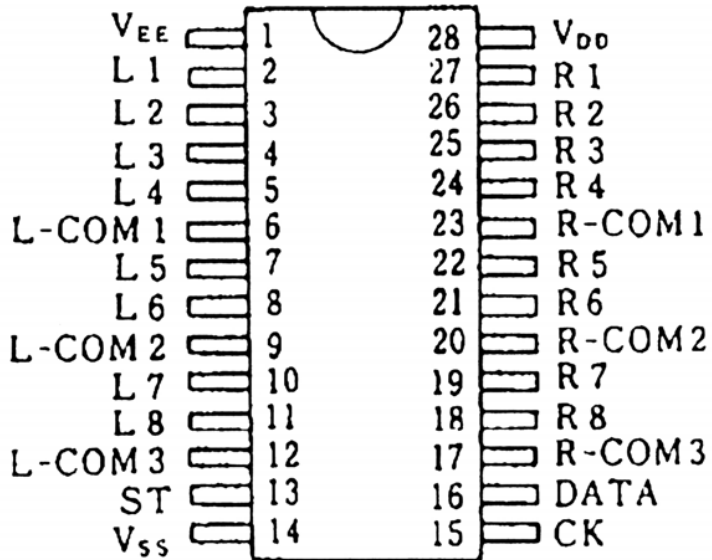 VEE 1 28 VDD
L1 2 27 R1
L2 3 26 R2
L3 4 25 R3
L4 5 24 R4
L-COM1 6 23 R-COM1
L5 7 22 R5
L6 8 21 R6
L-COM2 9 20 R-COM2
L7 10 19 R7
L8 11 18 R8
L-COM3 12 17 R-COM3
ST 13 16 DATA
VSS 14 15 CK